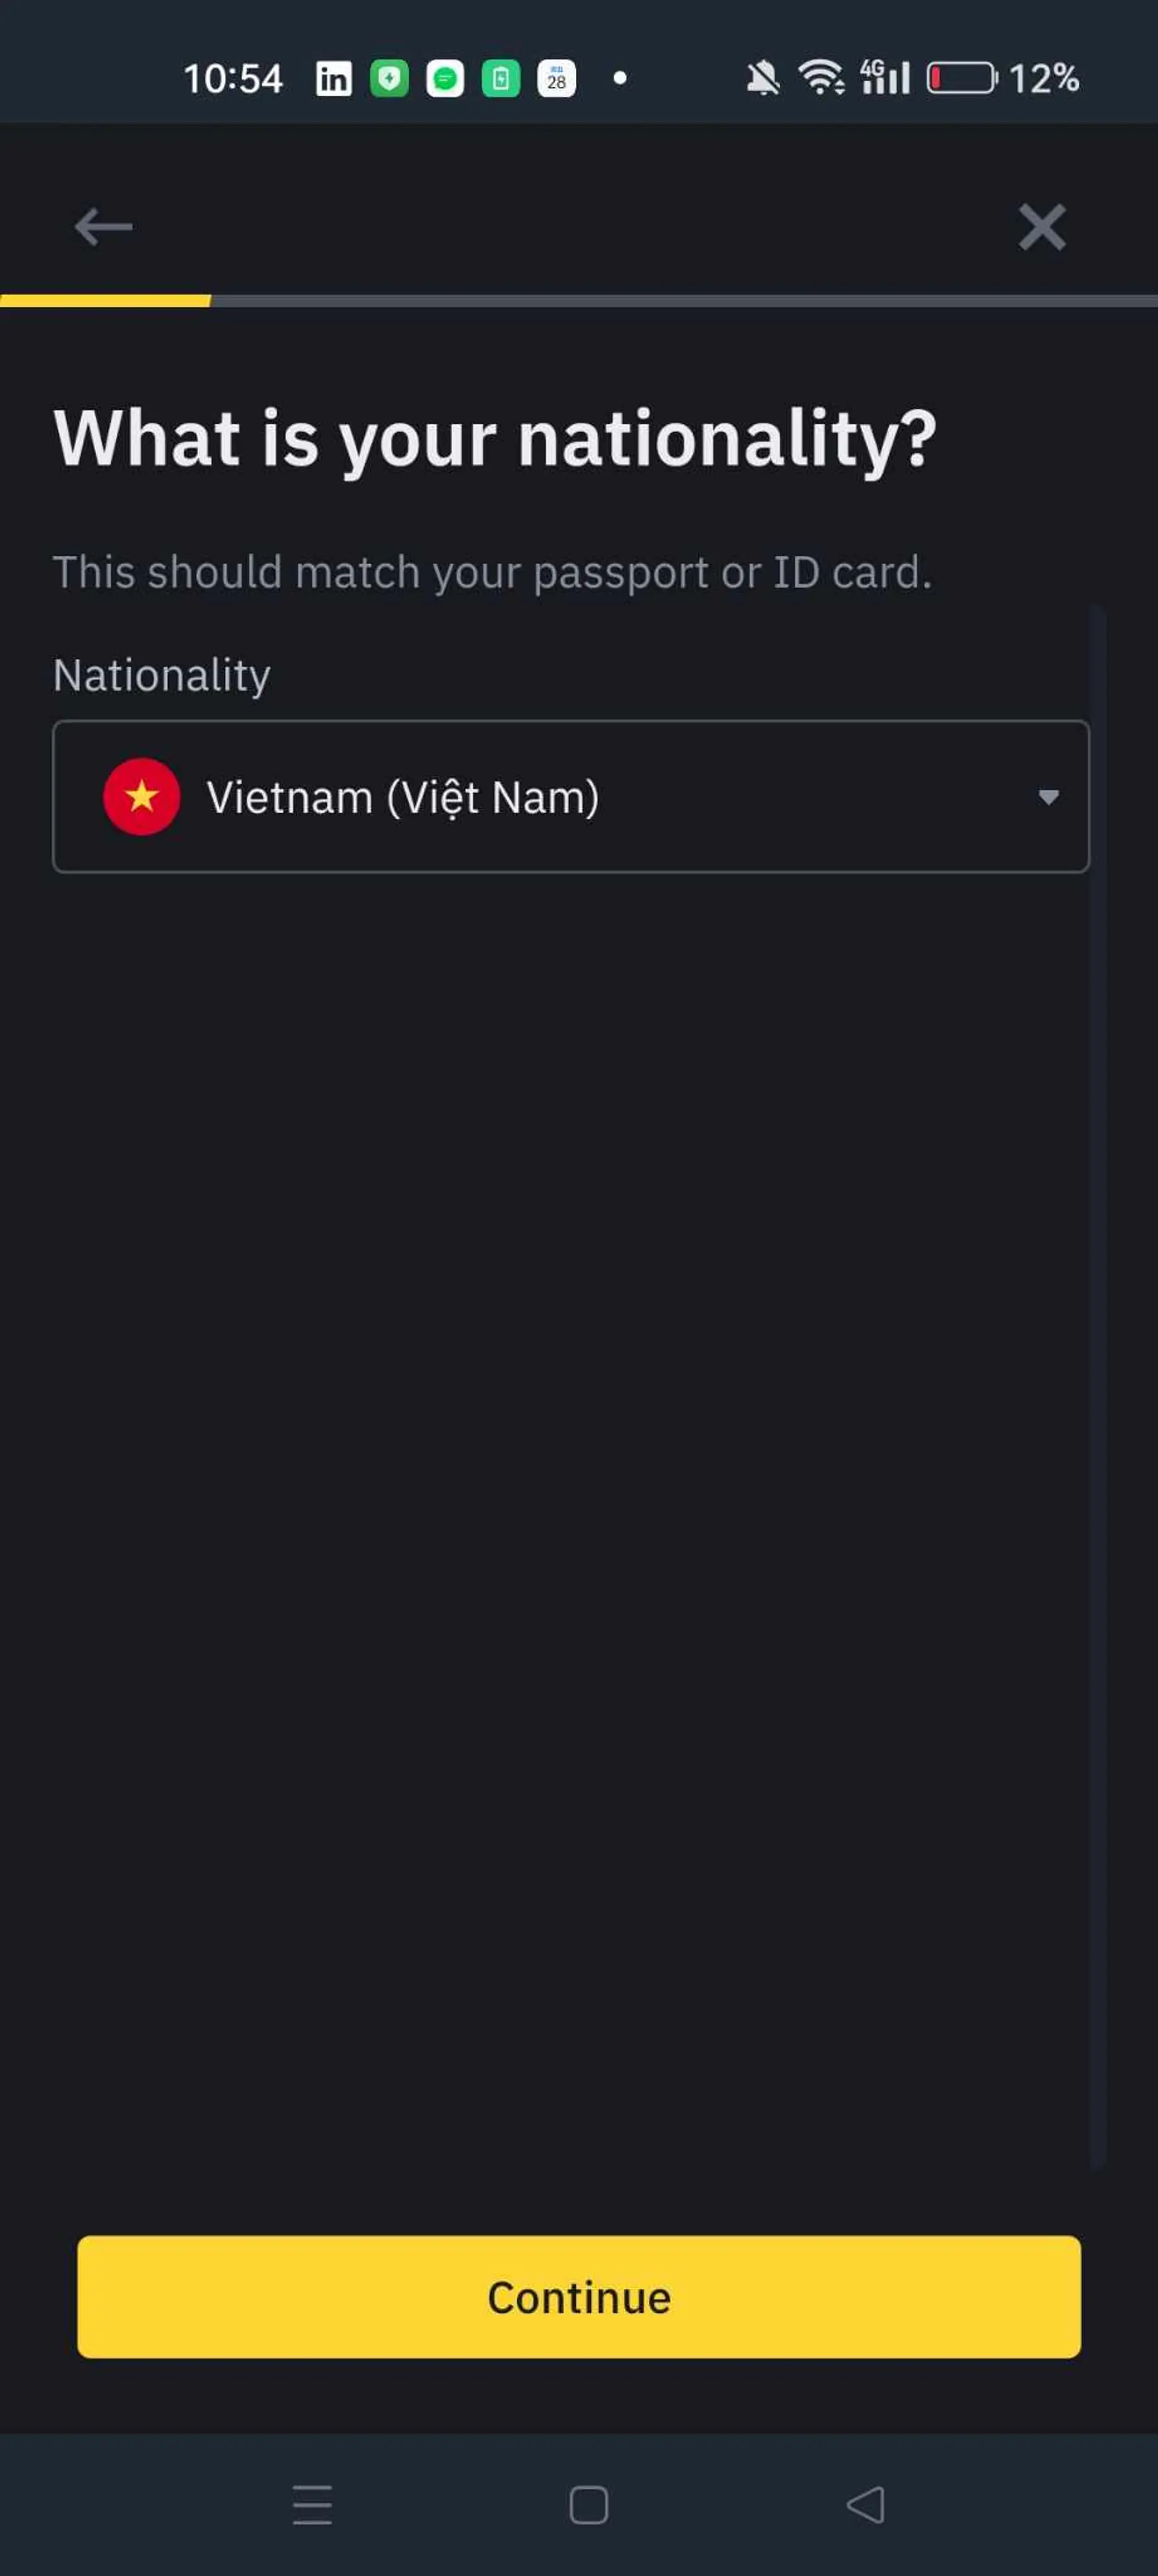 10:54
in
28
4G
12%
What is your nationality?
This should match your passport or ID card.
Nationality
Vietnam (Việt Nam)
Continue